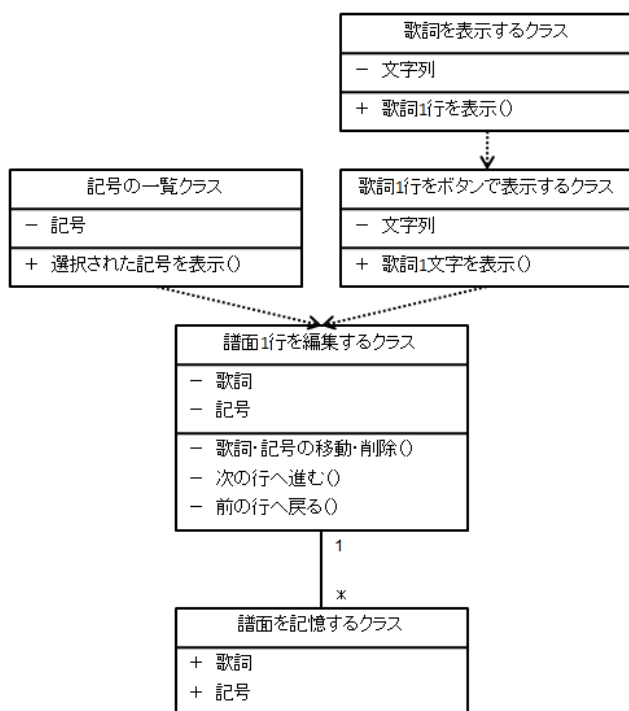 歌詞を表示するクラス
－ 文字列
＋ 歌詞1行を表示()
記号の一覧クラス
－ 記号
＋ 選択された記号を表示()
歌詞1行をボタンで表示するクラス
－ 文字列
＋ 歌詞1文字を表示()
譜面1行を編集するクラス
－ 歌詞
－ 記号
－ 歌詞・記号の移動・削除()
－ 次の行へ進む()
－ 前の行へ戻る()
1
*
譜面を記憶するクラス
＋ 歌詞
＋ 記号